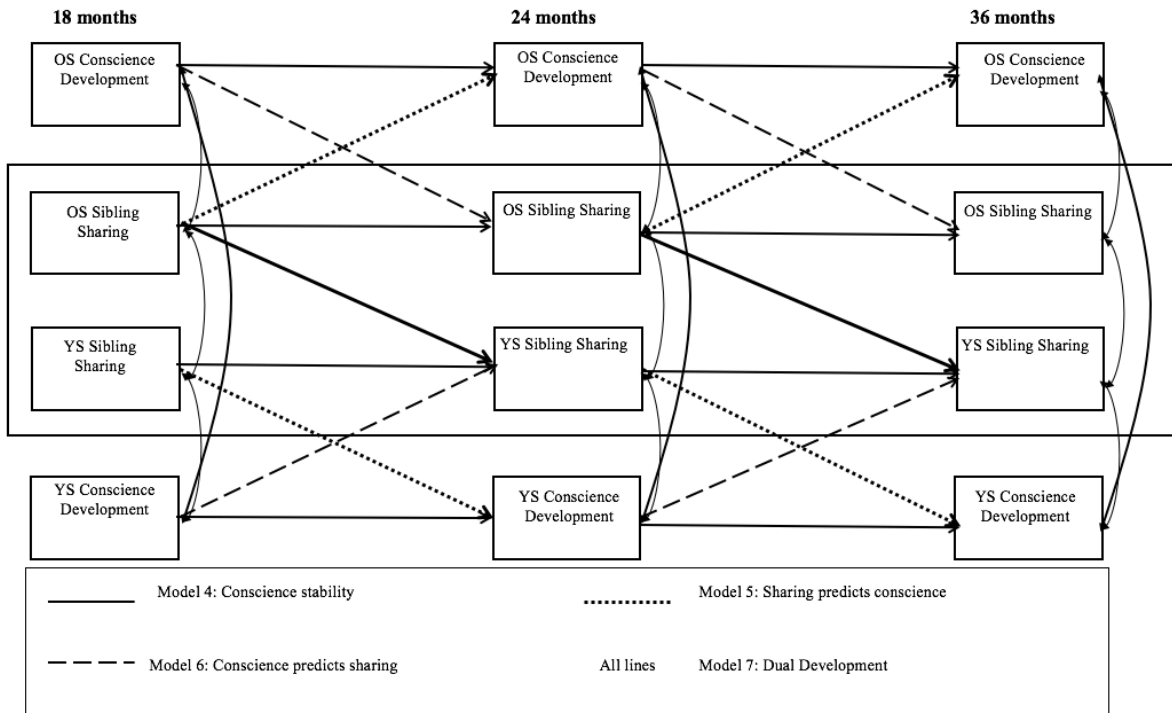 18 months
24 months
36 months
OS Conscience
Development
OS Conscience
Development
OS Conscience
Development
OS Sibling
Sharing
OS Sibling Sharing
OS Sibling Sharing
YS Sibling
Sharing
YS Sibling Sharing
YS Sibling Sharing
YS Conscience
Development
YS Conscience
Development
YS Conscience
Development
Model 4: Conscience stability
Model 5: Sharing predicts conscience
Model 6: Conscience predicts sharing
All lines
Model 7: Dual Development